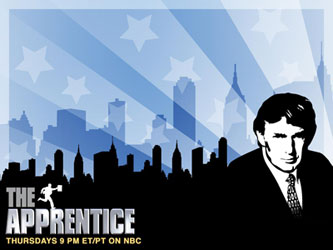 THE
APPRENTICE
THURSDAYS 9 PM ET/PT ON NBC